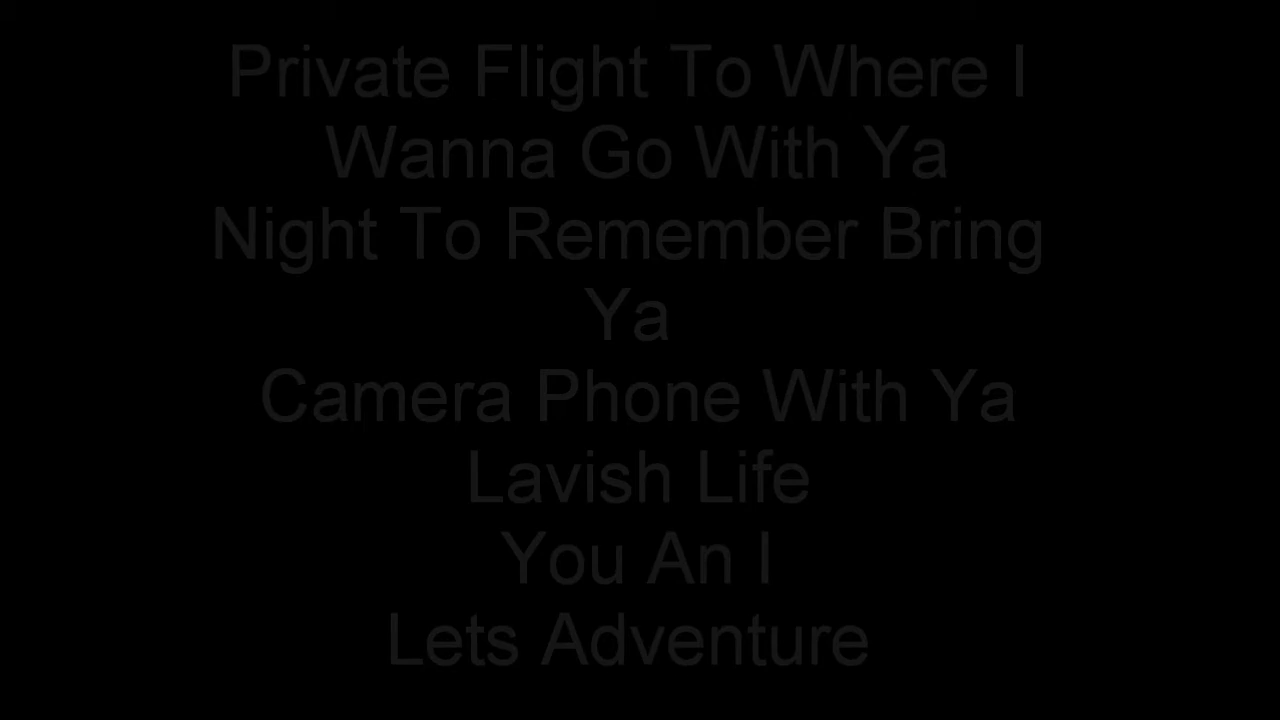 Private Flight To Where I
Wanna Go With Ya
Night To Remember Bring
Ya
Camera Phone With Ya
Lavish Life
You An I
Lets Adventure